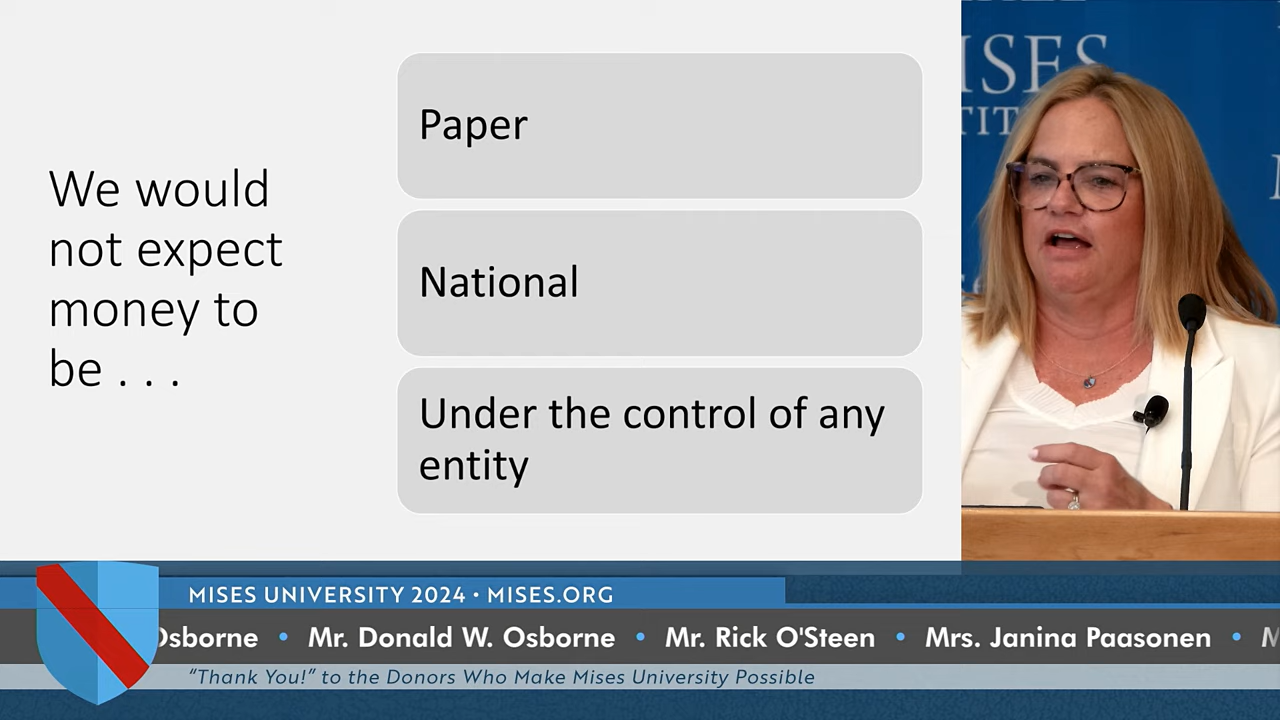 We would
not expect
money to
be . . .
Paper
National
Under the control of any
entity
MISES UNIVERSITY 2024 • MISES.ORG
Osborne • Mr. Donald W. Osborne • Mr. Rick O'Steen • Mrs. Janina Paasonen •
“Thank You!” to the Donors Who Make Mises University Possible